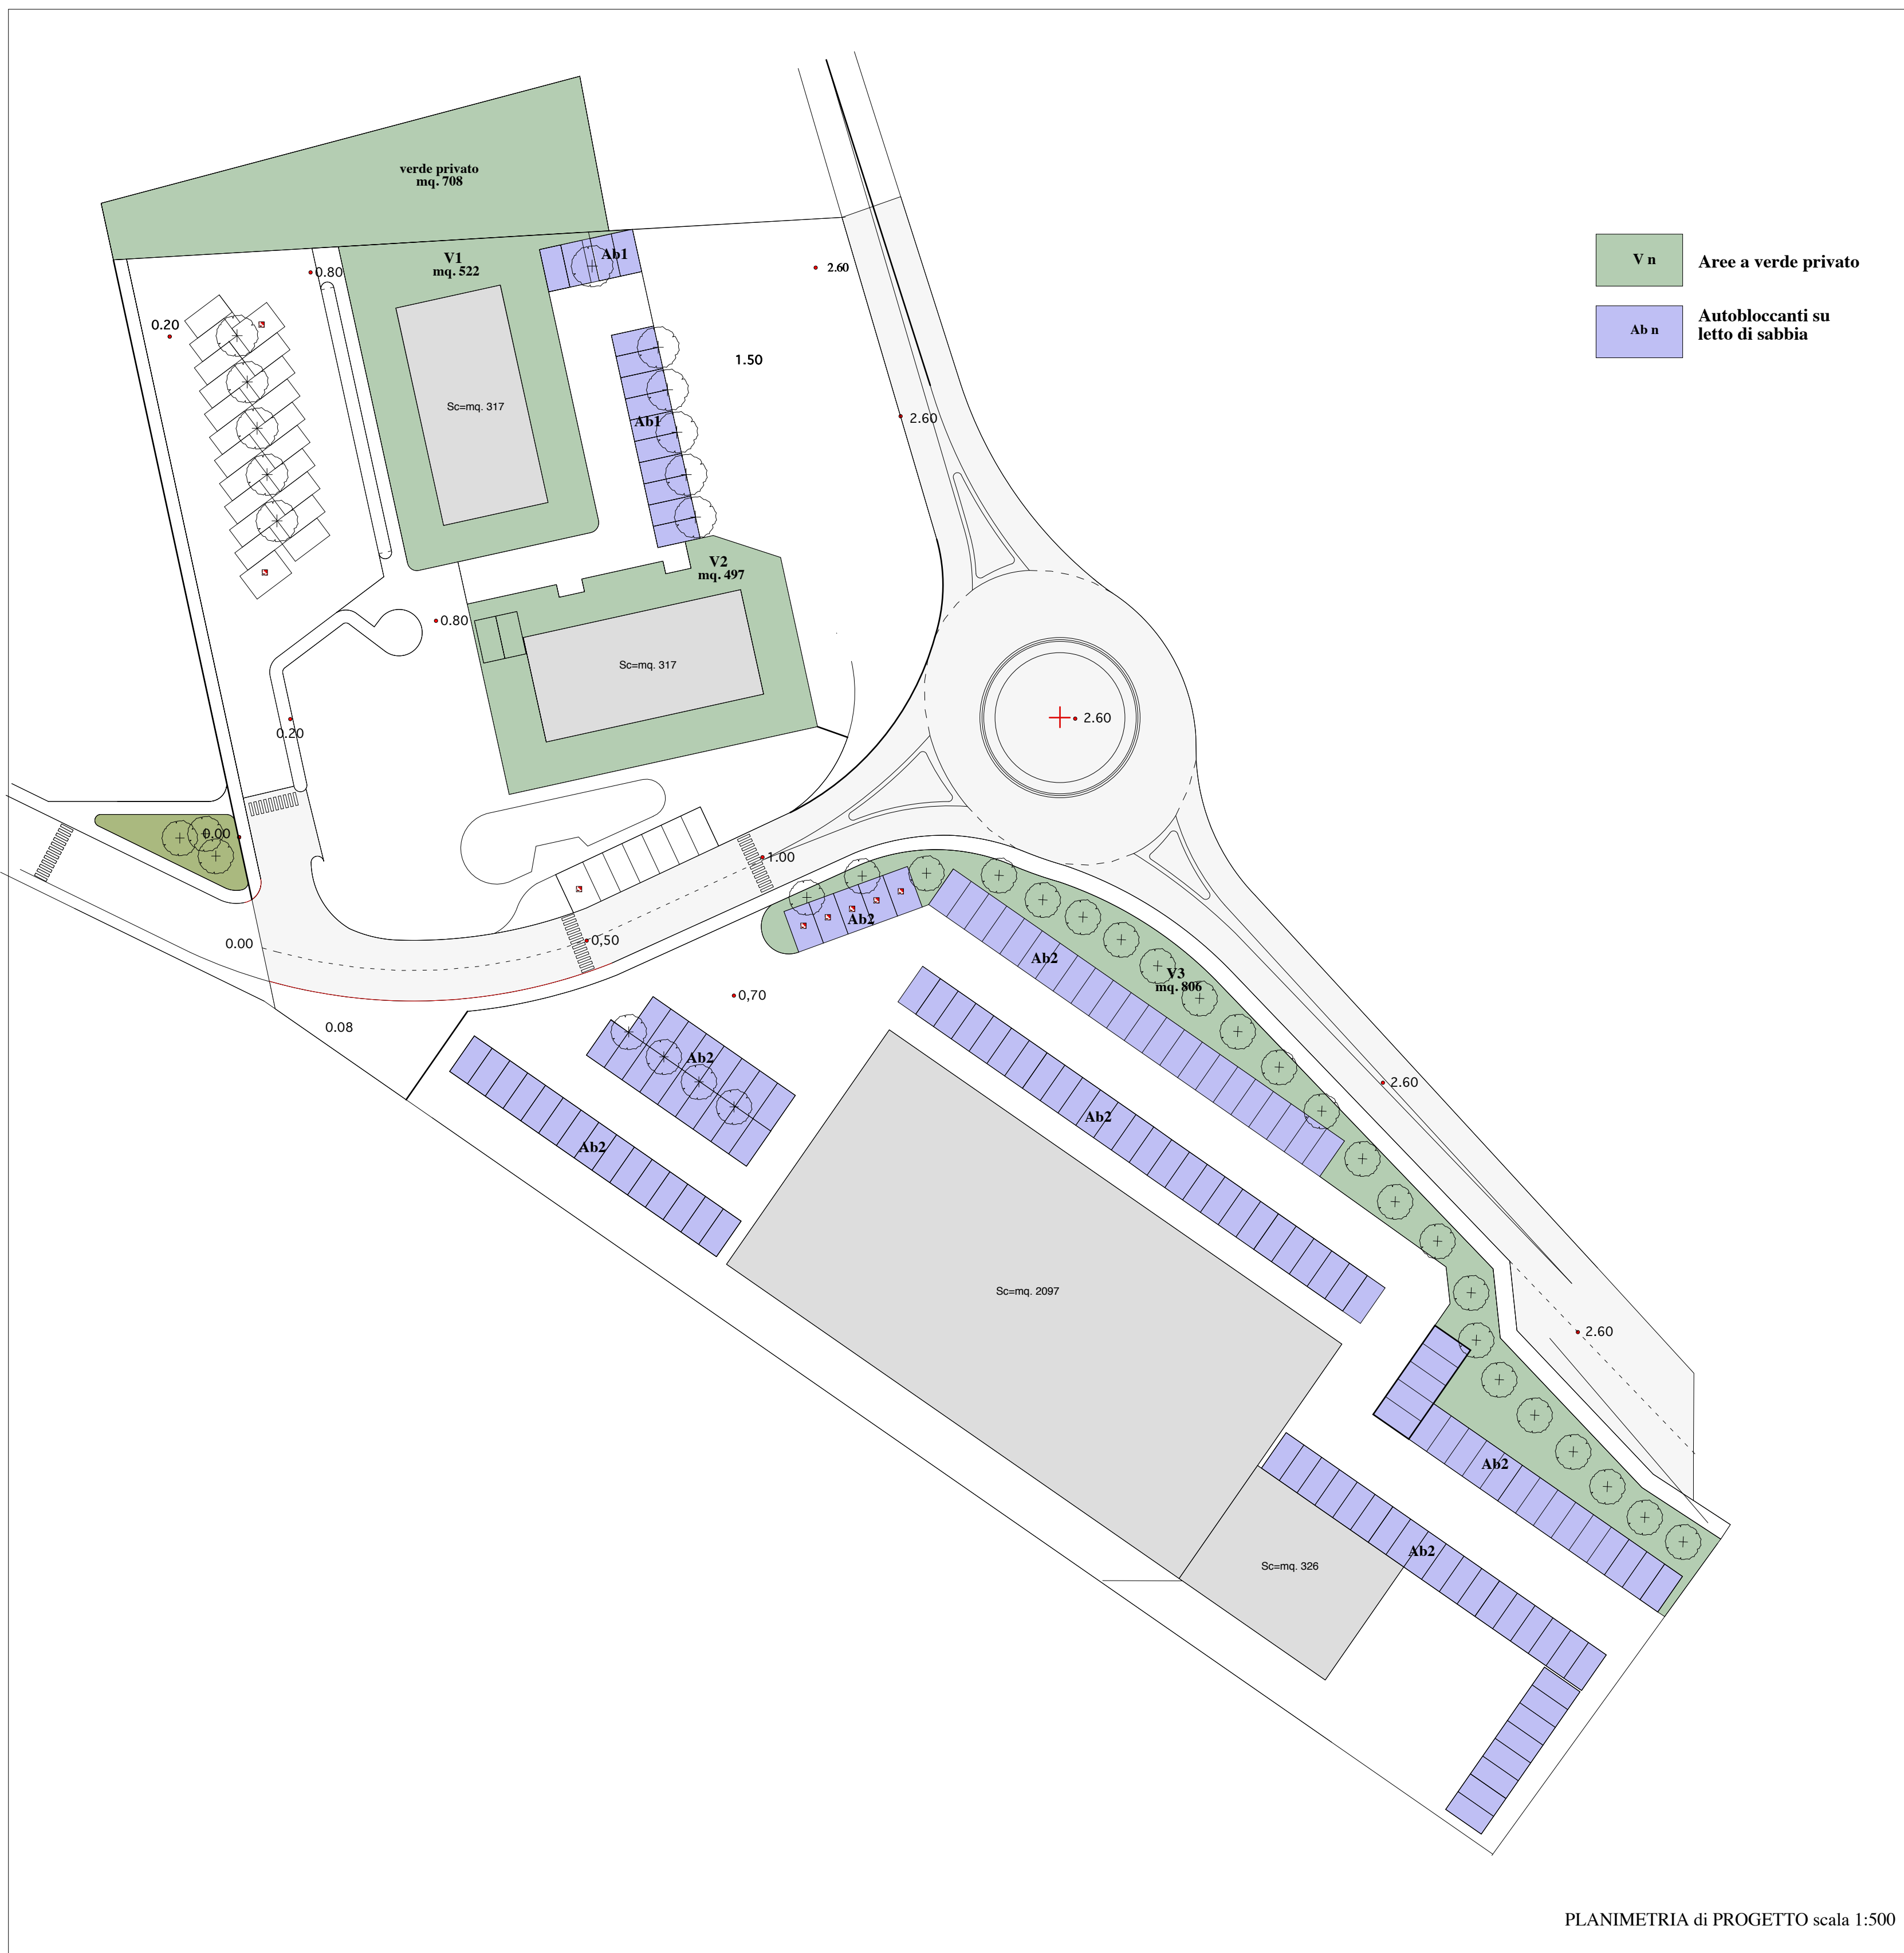 verde privato
mq. 708
V1
mq. 522
Ab1
0.80
2.60
V n
Aree a verde privato
0.20
Ab n
Autobloccanti su
letto di sabbia
1.50
Sc=mq. 317
Ab1
2.60
V2
mq. 497
0.80
Sc=mq. 317
2.60
0.20
0.00
1.00
Ab2
0.00
0,50
Ab2
V3
mq. 806
0,70
0.08
Ab2
2.60
Ab2
Ab2
Sc=mq. 2097
2.60
Ab2
Ab2
Sc=mq. 326
PLANIMETRIA di PROGETTO scala 1:500